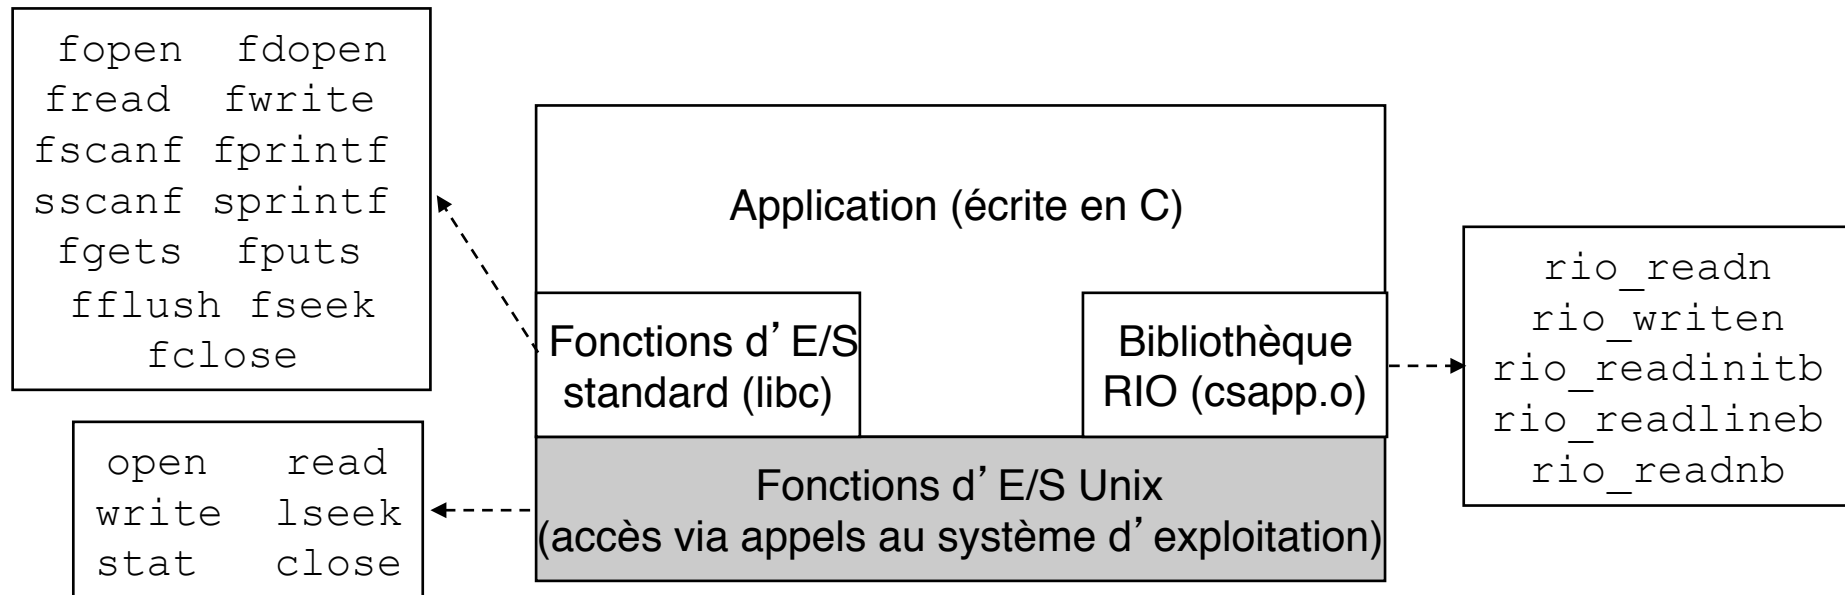 fopen fdopen
fread fwrite
fscanf fprintf
sscanf sprintf
fgets fputs
fflush fseek
fclose
open read
write lseek
stat close
Application (écrite en C)
Fonctions d’ E/S
standard (libc)
Bibliothèque
RIO (csapp.o)
Fonctions d’ E/S Unix
(accès via appels au système d’ exploitation)
rio_readn
rio_writen
rio_readinitb
rio_readlineb
rio_readnb